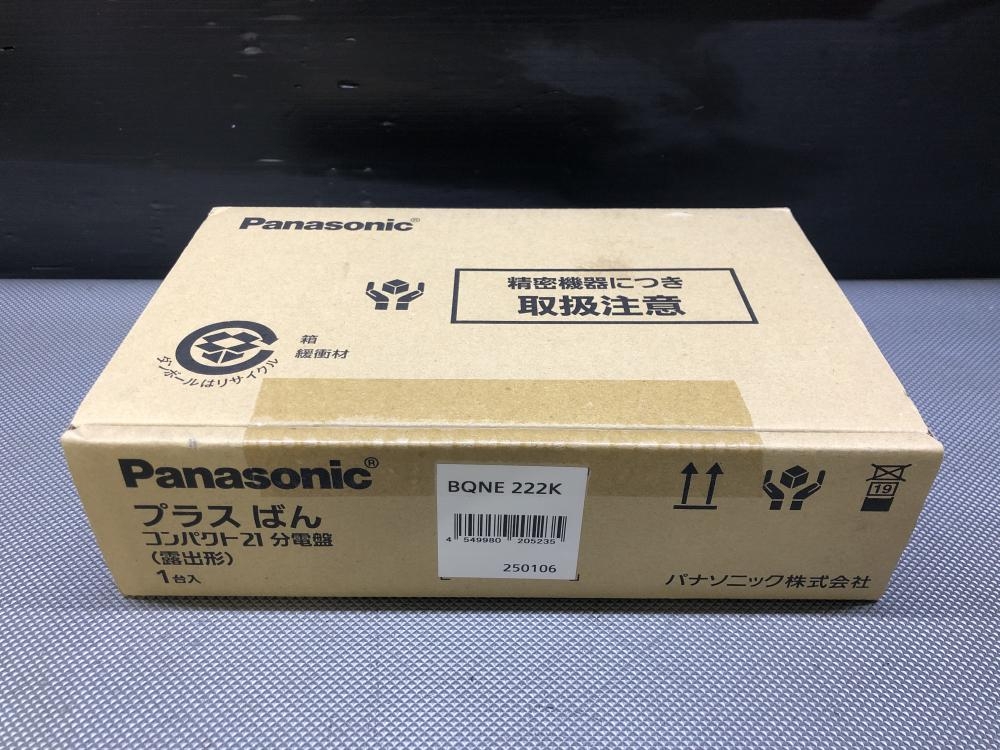 Panasonic®
精密機器につき
取扱注意
箱
緩衝材
ダンボールはリサイクル
Panasonic®
プラス ばん
コンパクト21 分電盤
(露出形)
1台入
BQNE 222K
4 549980 205235
250106
19
パナソニック株式会社